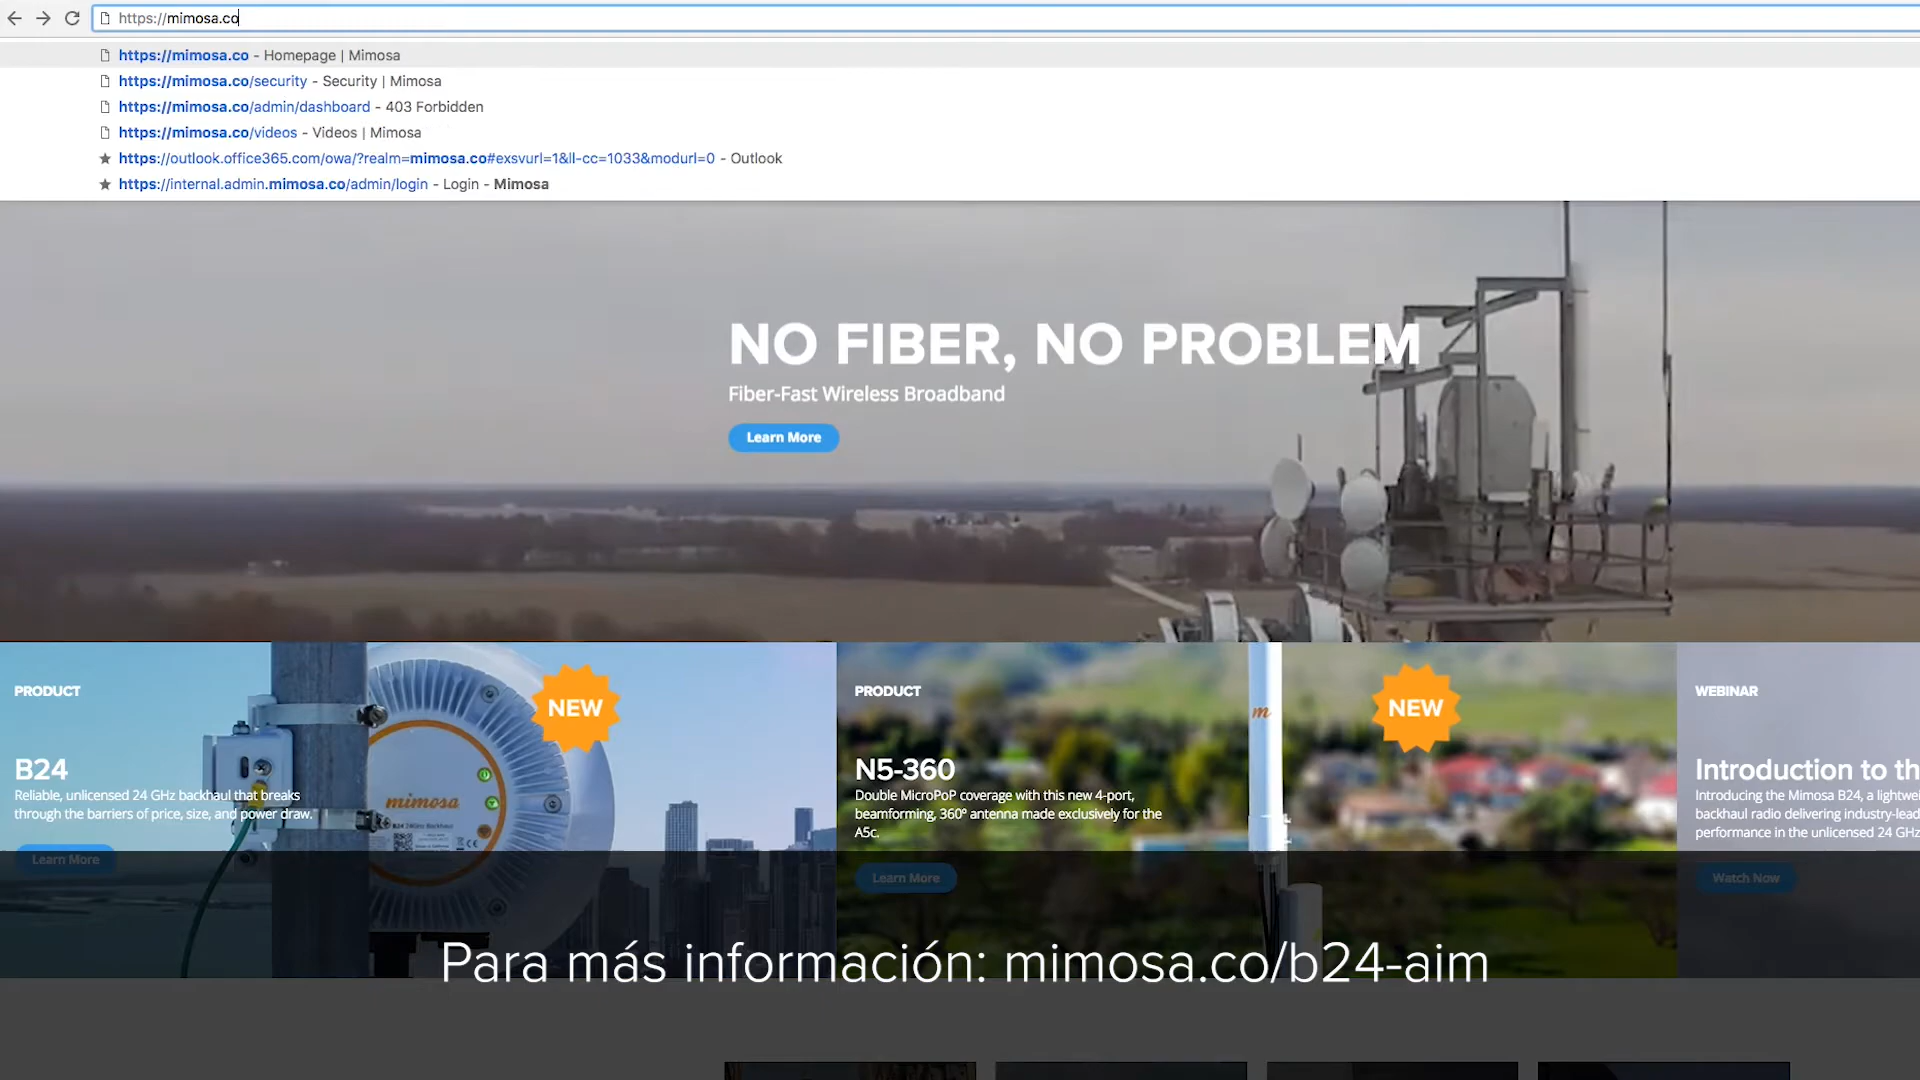 https://mimosa.co
https://mimosa.co - Homepage | Mimosa
https://mimosa.co/security - Security | Mimosa
https://mimosa.co/admin/dashboard - 403 Forbidden
https://mimosa.co/videos - Videos | Mimosa
https://outlook.office365.com/owa/?realm=mimosa.co#exsvurl=1&ll-cc=1033&modurl=0 - Outlook
https://internal.admin.mimosa.co/admin/login - Login - Mimosa
NO FIBER, NO PROBLEM
Fiber-Fast Wireless Broadband
Learn More
PRODUCT
NEW
B24
Reliable, unlicensed 24 GHz backhaul that breaks
through the barriers of price, size, and power draw.
Learn More
mimosa
B24
PRODUCT
NEW
m
N5-360
Double MicroPoP coverage with this new 4-port,
beamforming, 360° antenna made exclusively for the
A5c.
Learn More
WEBINAR
Introduction to th
Introducing the Mimosa B24, a lightwei
backhaul radio delivering industry-lead
performance in the unlicensed 24 GHz
Watch Now
Para más información: mimosa.co/b24-aim